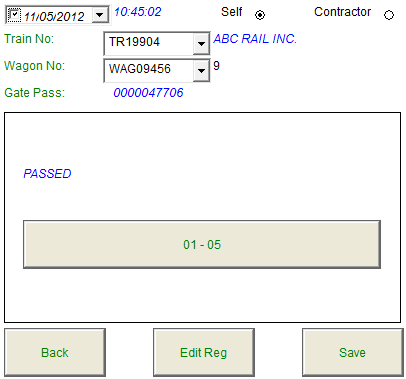 11/05/2012 10:45:02 Self Contractor
Train No: TR19904 ABC RAIL INC.
Wagon No: WAG09456 9
Gate Pass: 0000047706
PASSED
01 - 05
Back Edit Reg Save